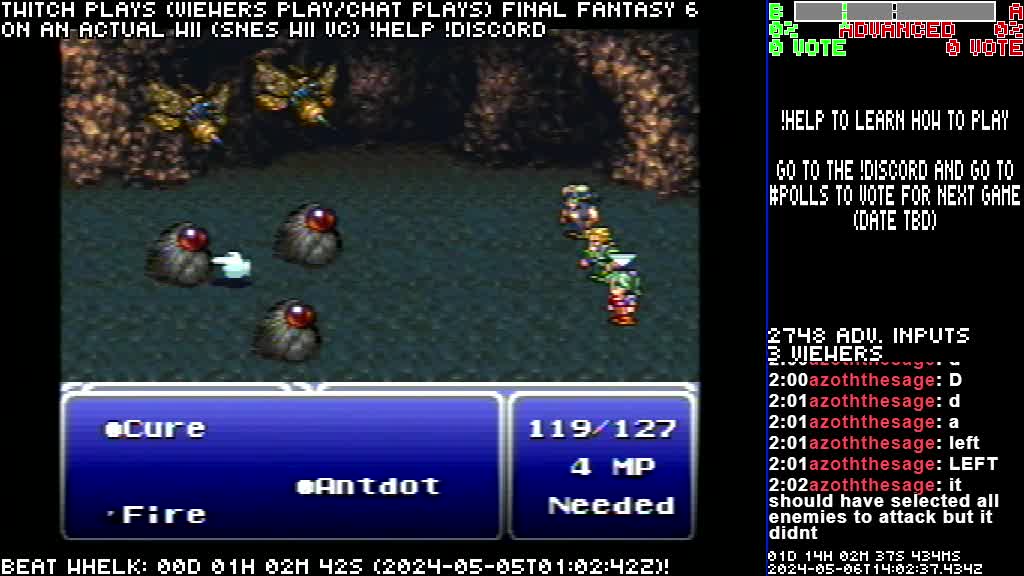 TWITCH PLAYS (VIEWERS PLAY/CHAT PLAYS) FINAL FANTASY 6
ON AN ACTUAL WII (SNES WII VC) !HELP !DISCORD
B A
0% ADVANCED 0%
0 VOTE 0 VOTE
!HELP TO LEARN HOW TO PLAY
GO TO THE !DISCORD AND GO TO
#POLLS TO VOTE FOR NEXT GAME
(DATE TBD)
2748 ADV. INPUTS
3 VIEWERS
2:00azoththesage: D
2:01azoththesage: d
2:01azoththesage: a
2:01azoththesage: left
2:01azoththesage: LEFT
2:02azoththesage: it
should have selected all
enemies to attack but it
didnt
Cure
Antdot
Fire
119/127
4 MP
Needed
BEAT WHELK: 00D 01H 02M 42S (2024-05-05T01:02:42Z)!
01D 14H 02M 37S 434MS
2024-05-06T14:02:37.434Z